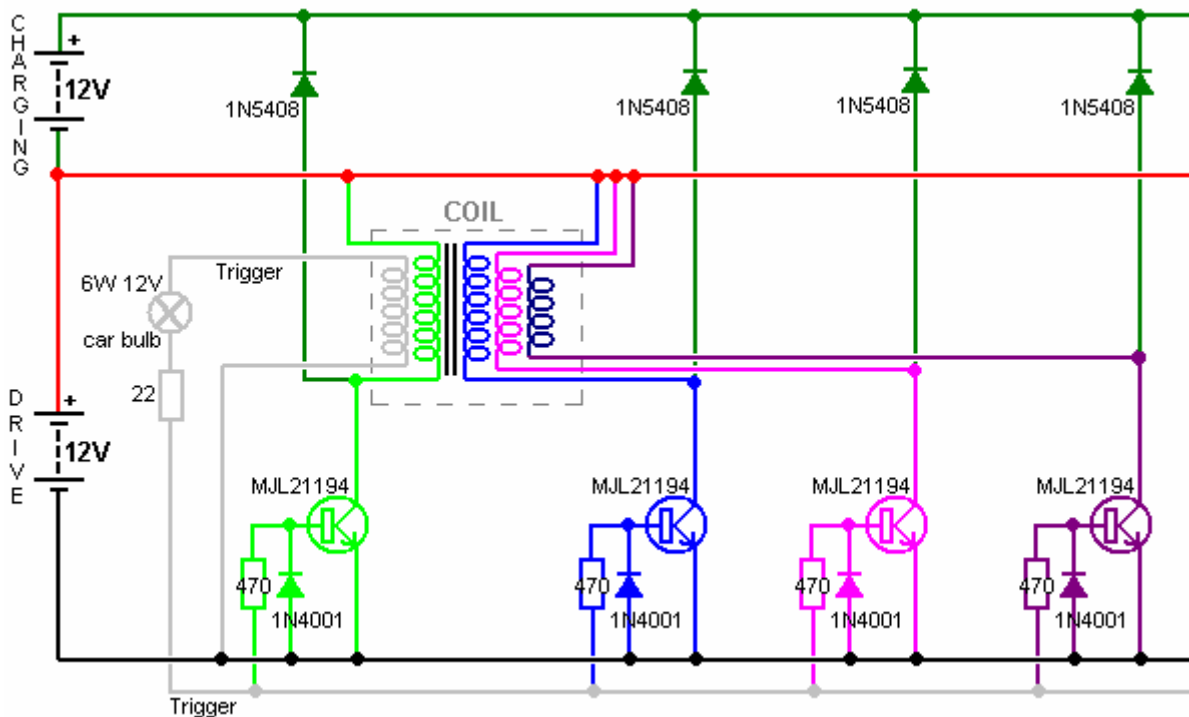 CHARGING
+
12V
1N5408
1N5408
1N5408
1N5408
COIL
Trigger
6W 12V
car bulb
22
DRIVE
+
12V
MJL21194
MJL21194
MJL21194
MJL21194
470
470
470
470
1N4001
1N4001
1N4001
1N4001
Trigger